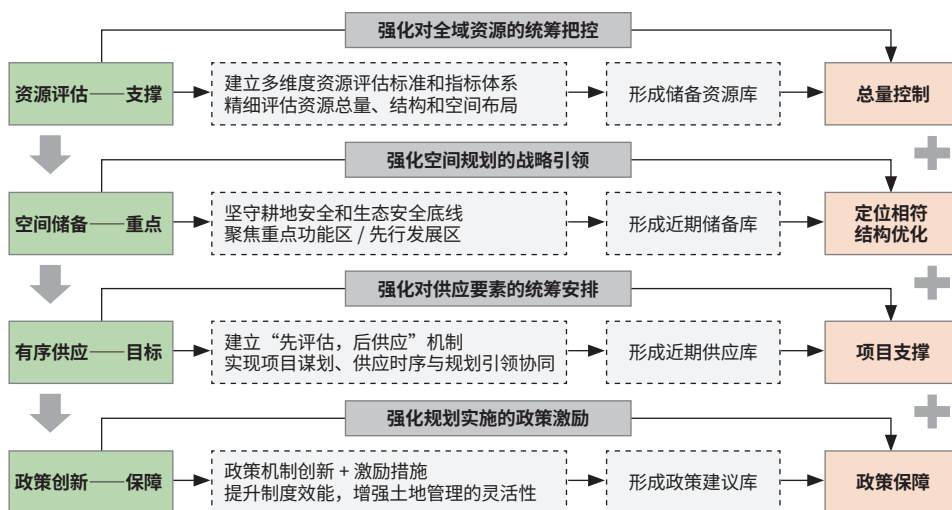 强化对全域资源的统筹把控
资源评估——支撑
建立多维度资源评估标准和指标体系
精细评估资源总量、结构和空间布局
形成储备资源库
总量控制
强化空间规划的战略引领
空间储备——重点
坚守耕地安全和生态安全底线
聚焦重点功能区 / 先行发展区
形成近期储备库
定位相符
结构优化
强化对供应要素的统筹安排
有序供应——目标
建立“先评估，后供应”机制
实现项目谋划、供应时序与规划引领协同
形成近期供应库
项目支撑
强化规划实施的政策激励
政策创新——保障
政策机制创新 + 激励措施
提升制度效能，增强土地管理的灵活性
形成政策建议库
政策保障